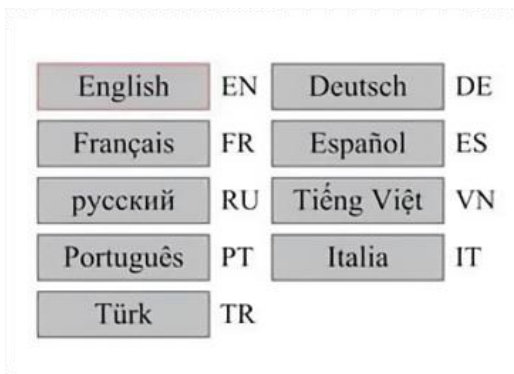 English EN Deutsch DE
Français FR Español ES
русский RU Tiếng Việt VN
Português PT Italia IT
Türk TR